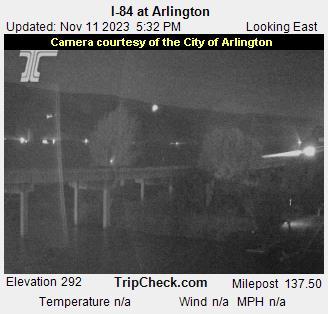 I-84 at Arlington
Updated: Nov 11 2023 5:32 PM Looking East
Camera courtesy of the City of Arlington
Elevation 292 TripCheck.com Milepost 137.50
Temperature n/a Wind n/a MPH n/a